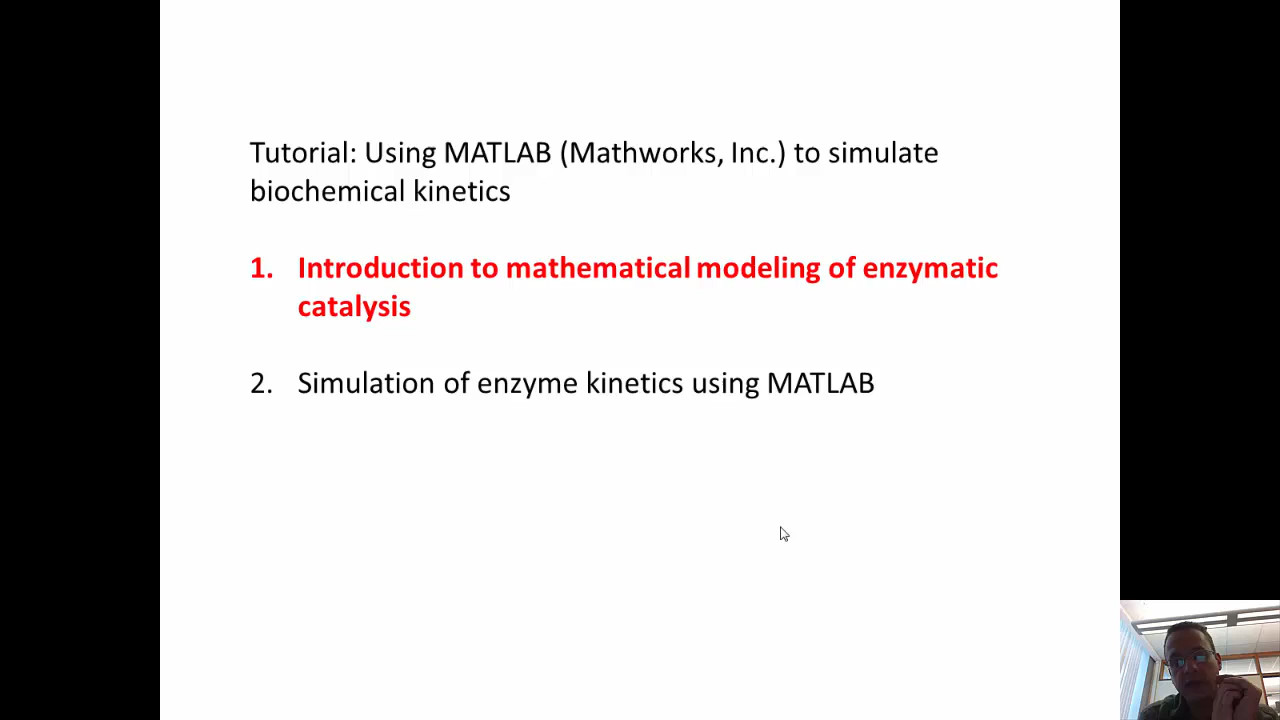 Tutorial: Using MATLAB (Mathworks, Inc.) to simulate
biochemical kinetics
1. Introduction to mathematical modeling of enzymatic
catalysis
2. Simulation of enzyme kinetics using MATLAB